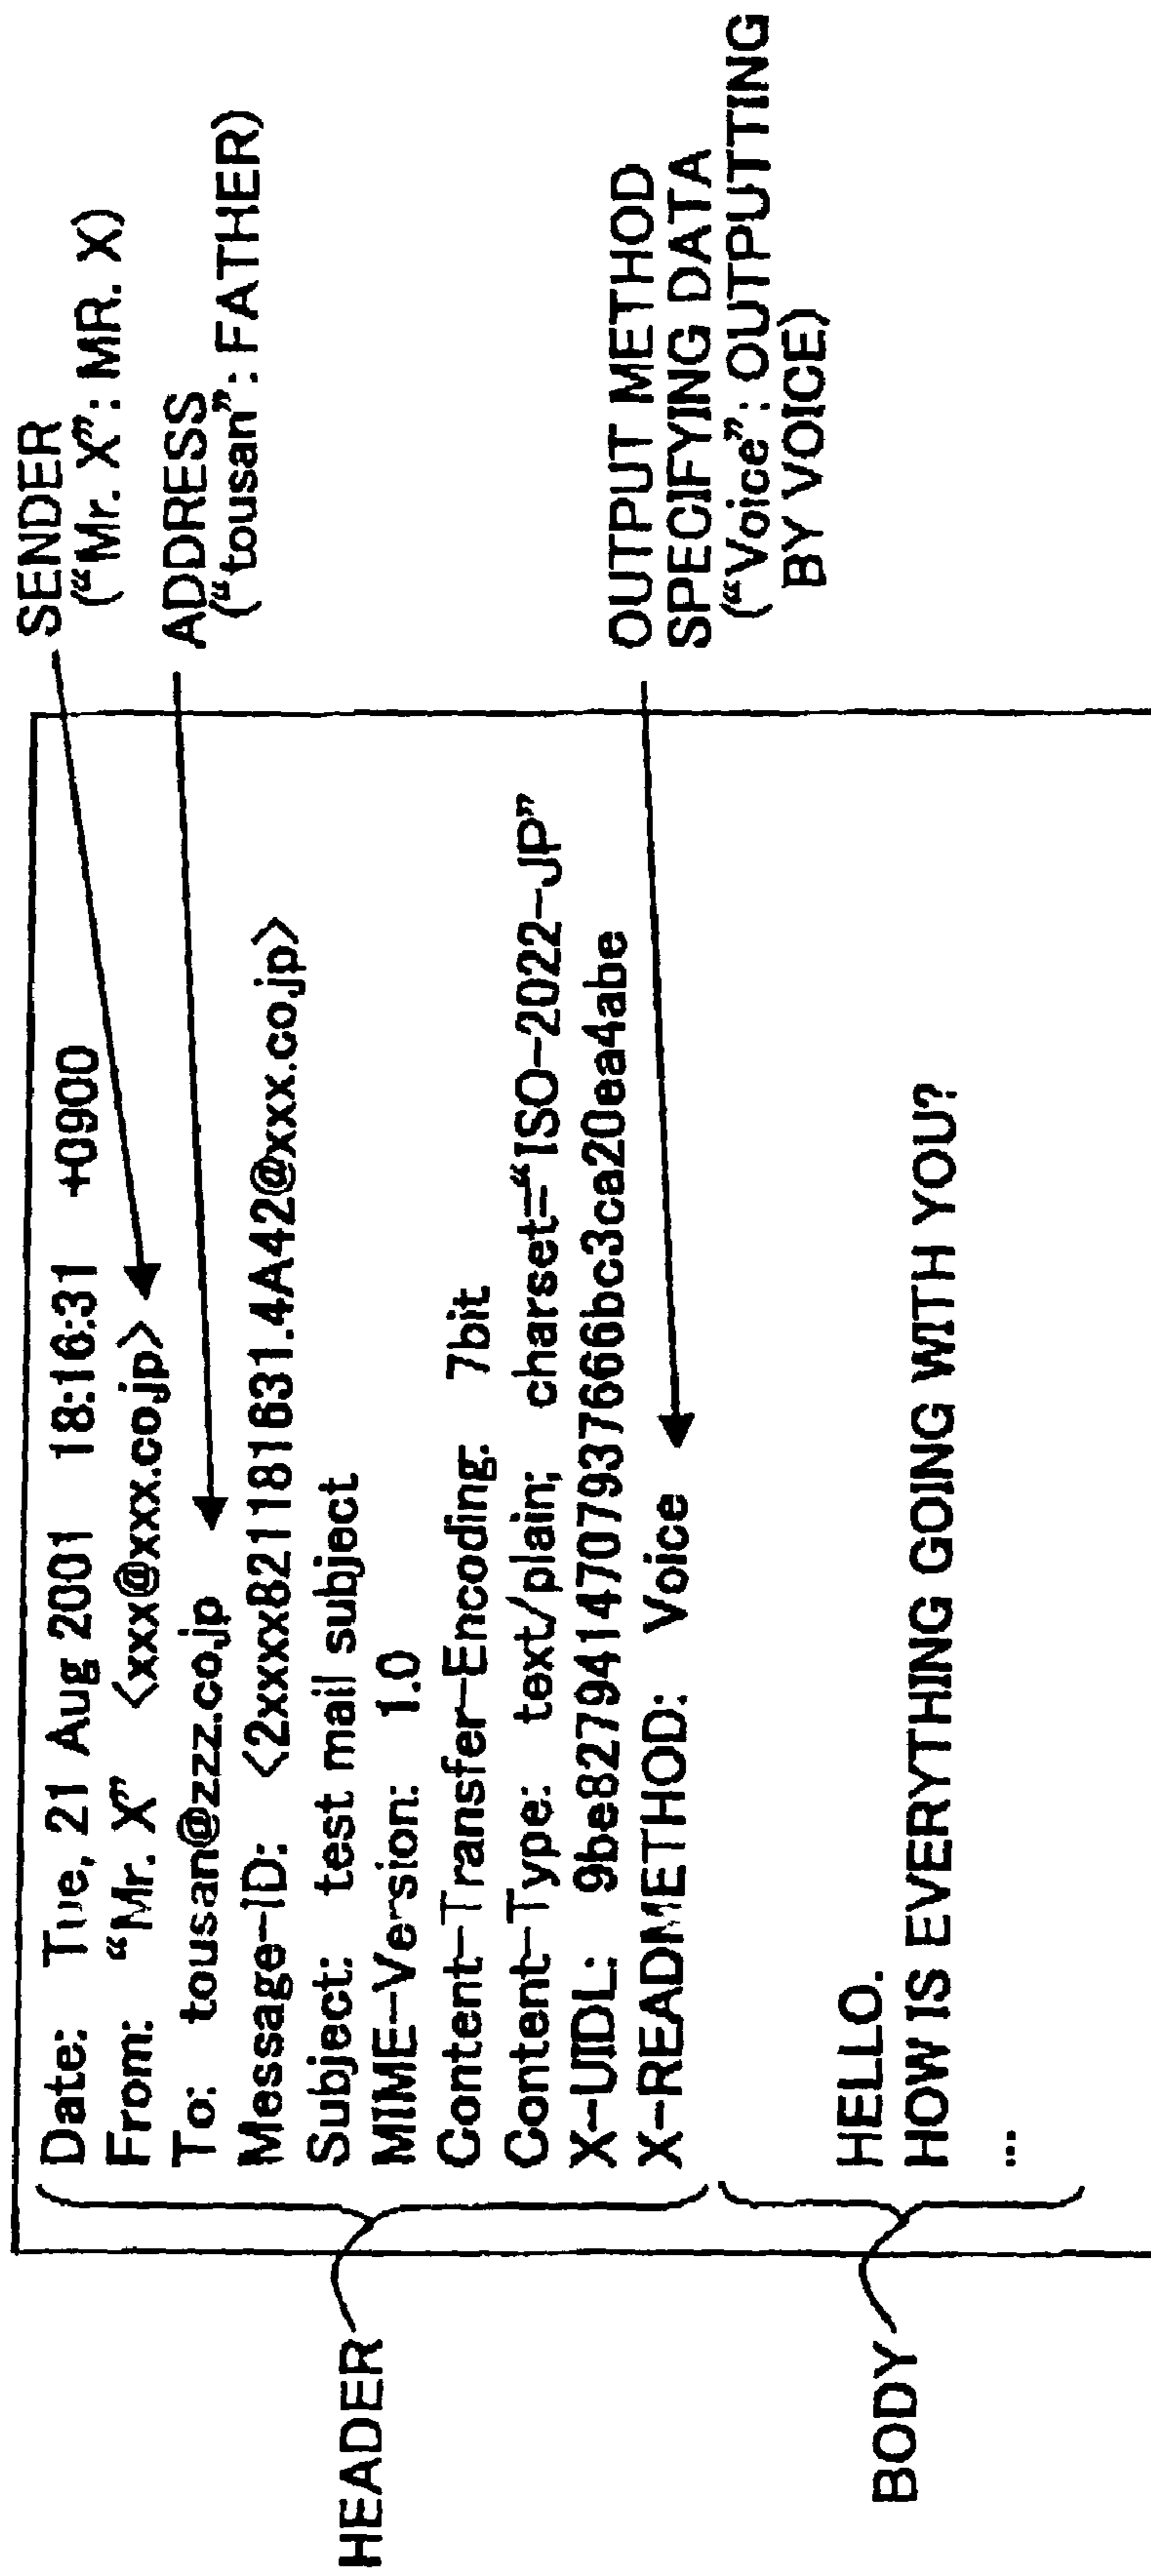 HEADER
Date: Tue, 21 Aug 2001 18:16:31 +0900
From: “Mr. X” <xxx@xxx.co.jp>
To: tousan@zzz.co.jp
Message-ID: <2xxx82118181631.4A42@xxx.co.jp>
Subject: test mail subject
MIME-Version: 1.0
Content-Transfer-Encoding: 7bit
Content-Type: text/plain; charset=“ISO-2022-JP”
X-UIDL: 9be8279414707937666bc3ca20ea4abe
X-READMETHOD: Voice
BODY
HELLO.
HOW IS EVERYTHING GOING WITH YOU?
...
SENDER
(“Mr. X”: MR. X)
ADDRESS
(“tousan”: FATHER)
OUTPUT METHOD
SPECIFYING DATA
(“Voice”: OUTPUTTING
BY VOICE)